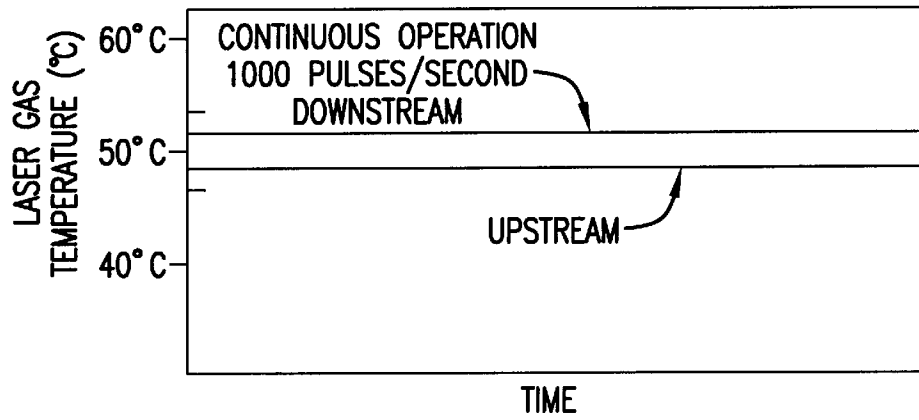 60°C
CONTINUOUS OPERATION
1000 PULSES/SECOND
DOWNSTREAM
LASER GAS
TEMPERATURE (°C)
50°C
UPSTREAM
40°C
TIME